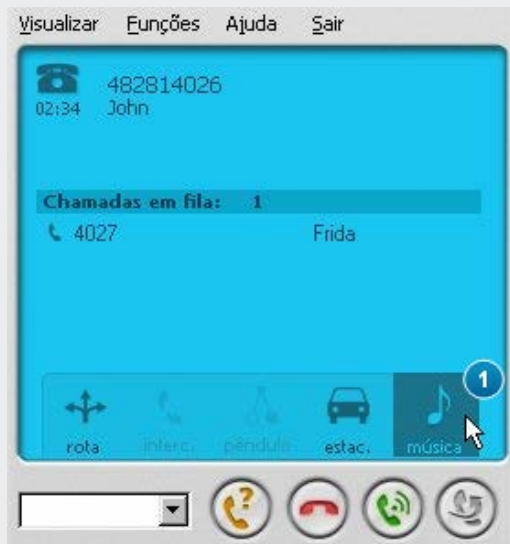 Visualizar Funções Ajuda Sair
482814026
02:34 John
Chamadas em fila: 1
4027 Frida
1
rota interc. pêndulo estac. música